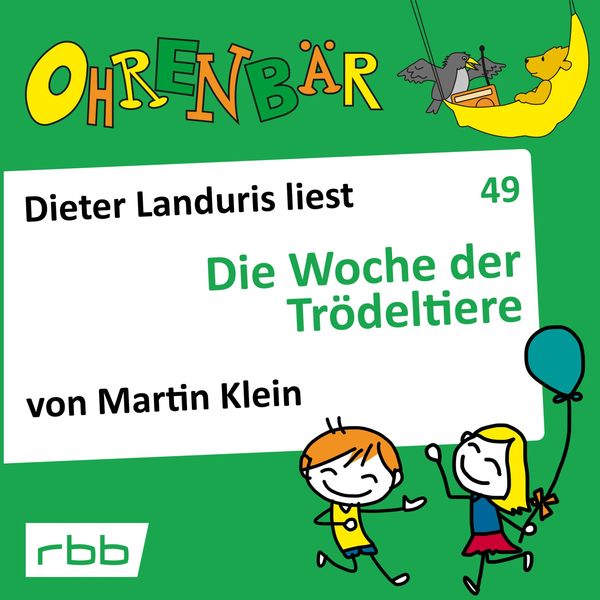 OHRENBÄR
Dieter Landuris liest
49
Die Woche der
Trödeltiere
von Martin Klein
rbb